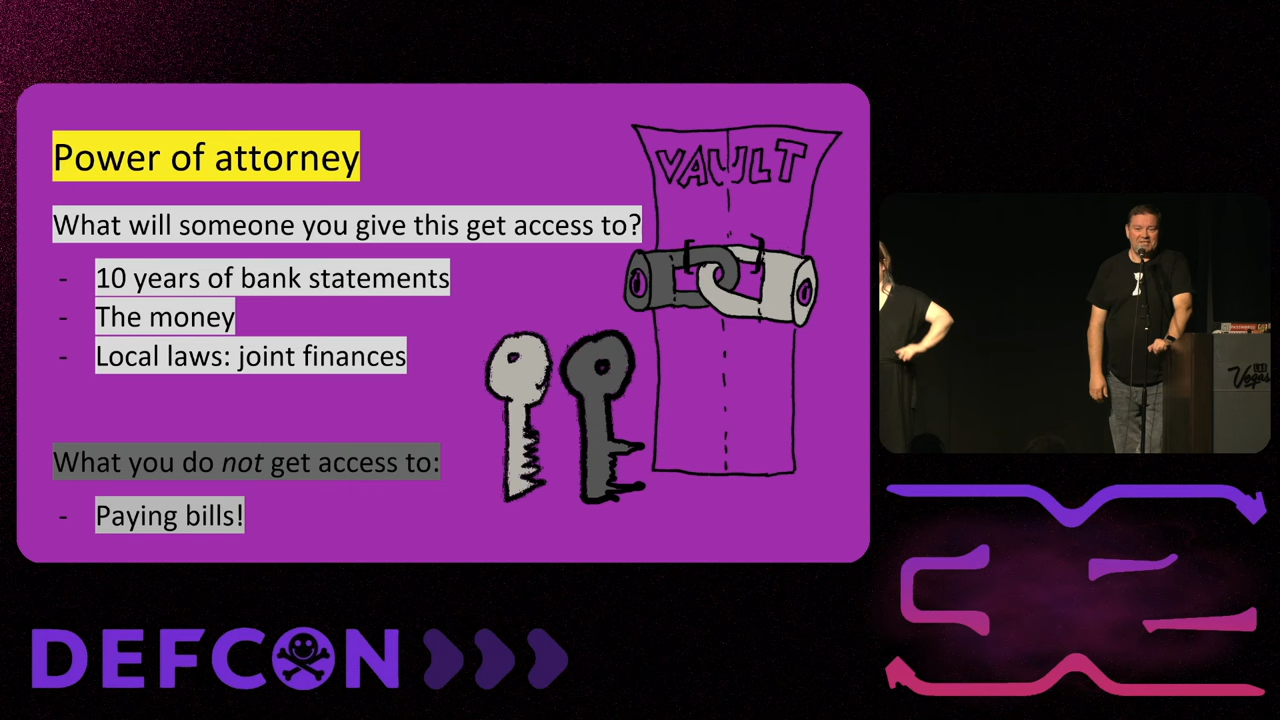 Power of attorney
What will someone you give this get access to?
- 10 years of bank statements
- The money
- Local laws: joint finances
What you do not get access to:
- Paying bills!
VAULT
Vegas
DEFCON